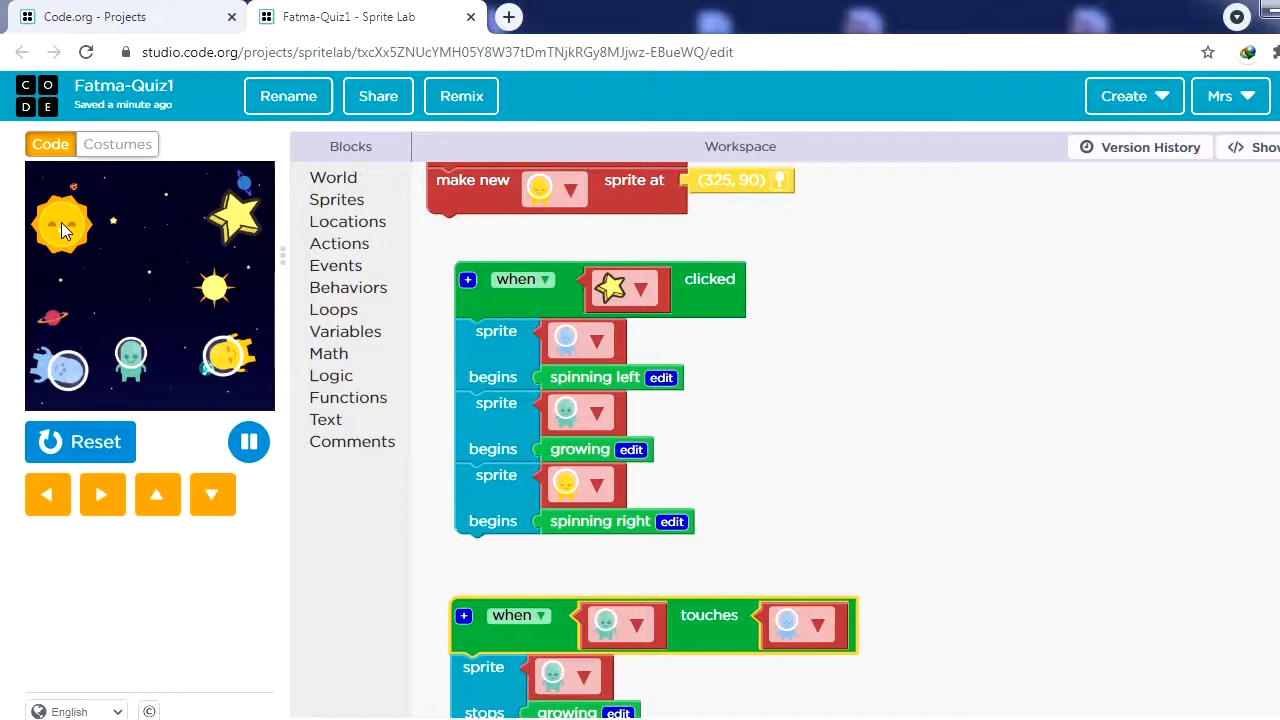 Code.org - Projects
Fatma-Quiz1 - Sprite Lab
studio.code.org/projects/spritelab/txcXx5ZNUcYMH05Y8W37tDmTNjkRGy8MJjwz-EBueWQ/edit
C O
D E
Fatma-Quiz1
Saved a minute ago
Rename
Share
Remix
Create
Mrs
Code
Costumes
Blocks
Workspace
Version History
</> Show
World
Sprites
Locations
Actions
Events
Behaviors
Loops
Variables
Math
Logic
Functions
Text
Comments
make new sprite at (325, 90)
+ when clicked
sprite
begins spinning left edit
sprite
begins growing edit
sprite
begins spinning right edit
+ when touches
sprite
stops growing edit
Reset
English
©